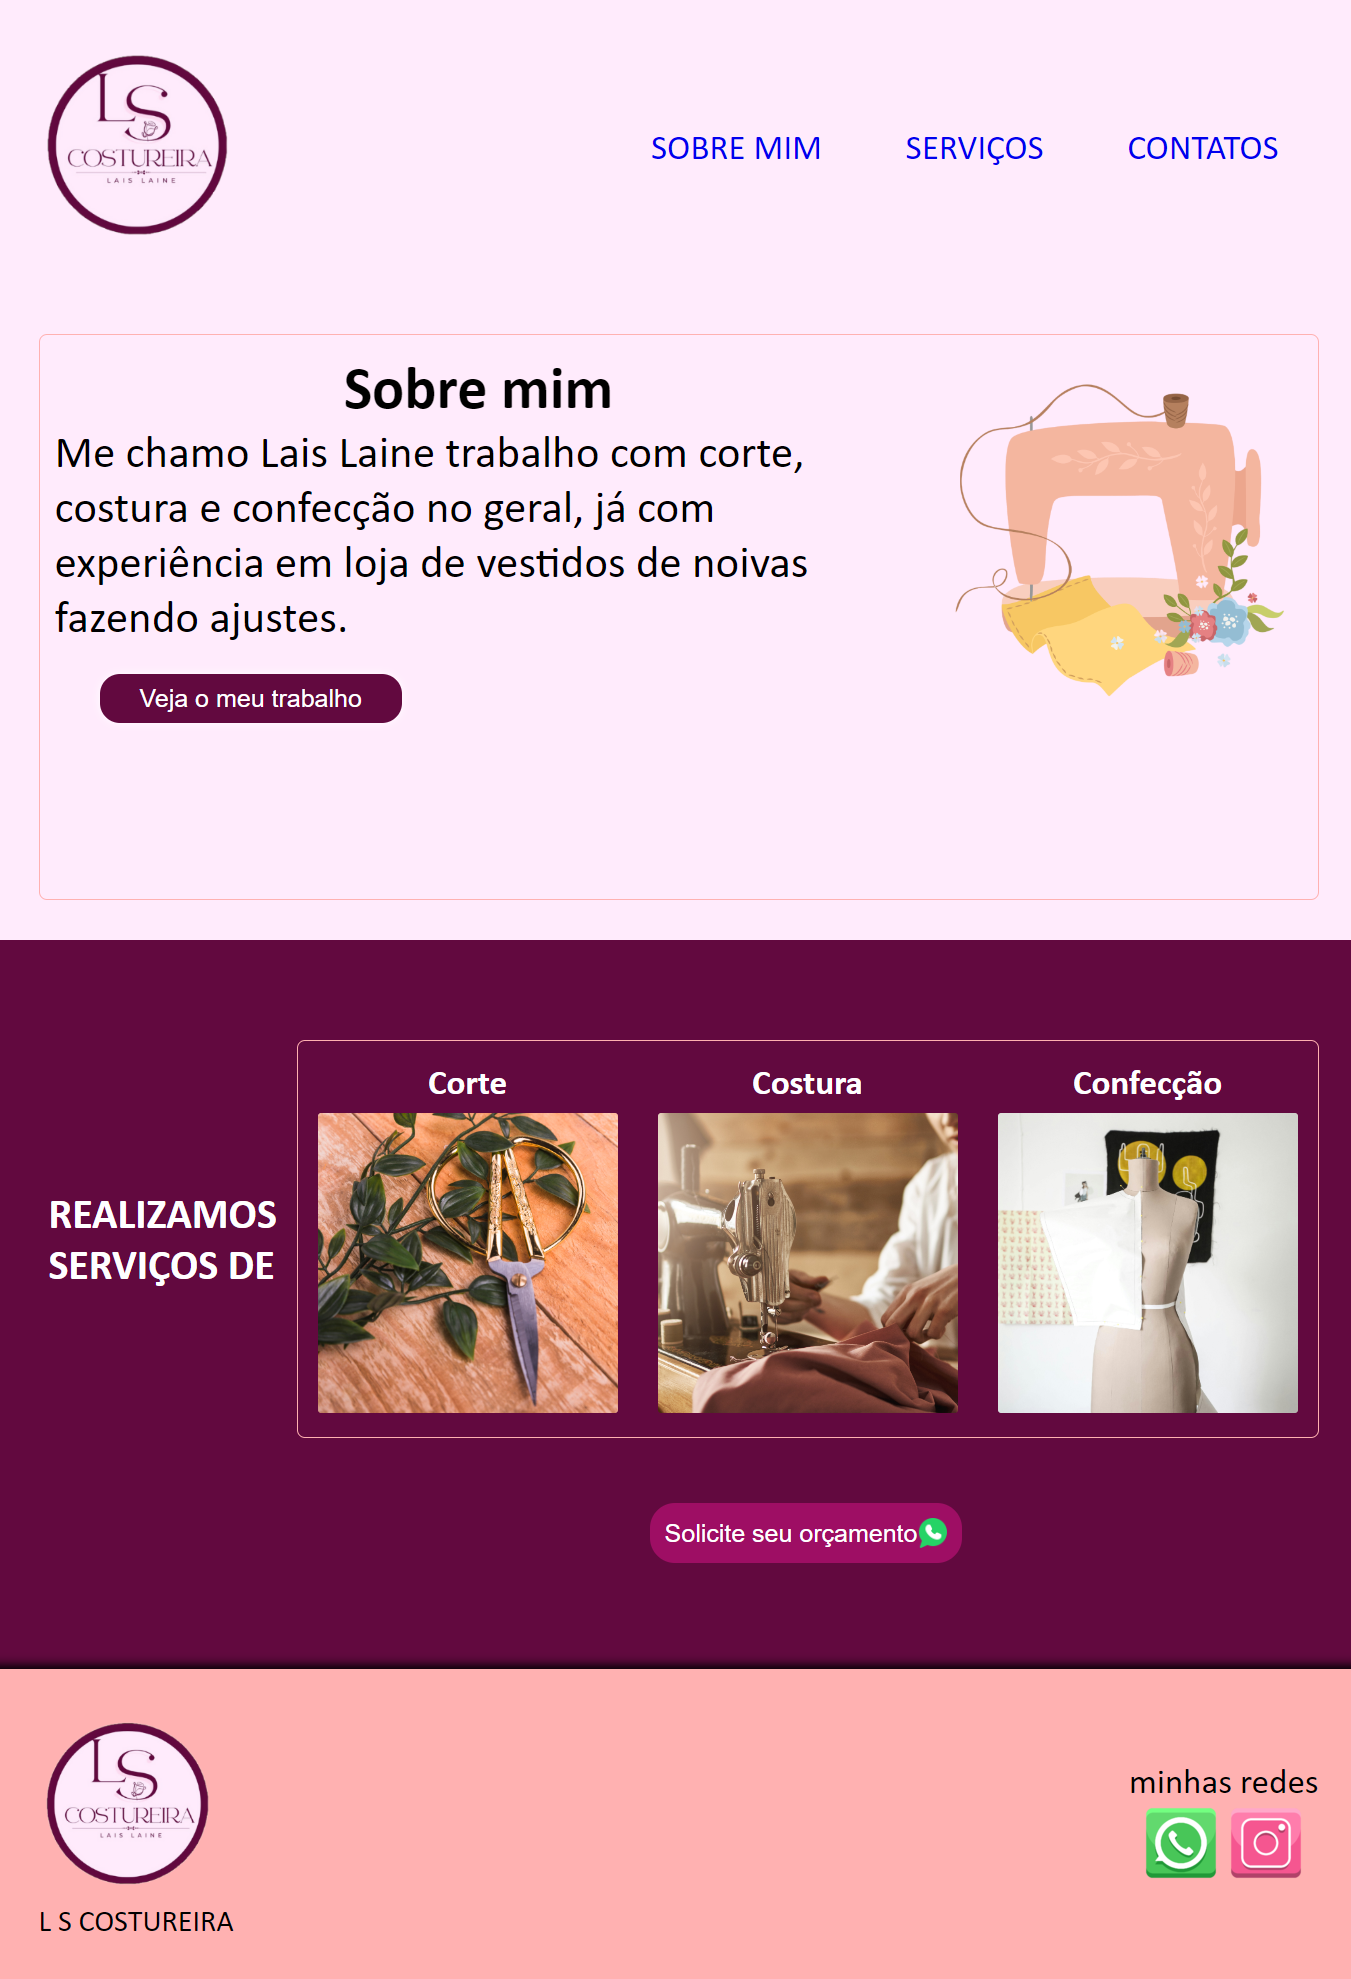 LS
COSTUREIRA
LAIS LAINE
SOBRE MIM
SERVIÇOS
CONTATOS
Sobre mim
Me chamo Lais Laine trabalho com corte,
costura e confecção no geral, já com
experiência em loja de vestidos de noivas
fazendo ajustes.
Veja o meu trabalho
REALIZAMOS
SERVIÇOS DE
Corte
Costura
Confecção
Solicite seu orçamento
LS
COSTUREIRA
LAIS LAINE
L S COSTUREIRA
minhas redes